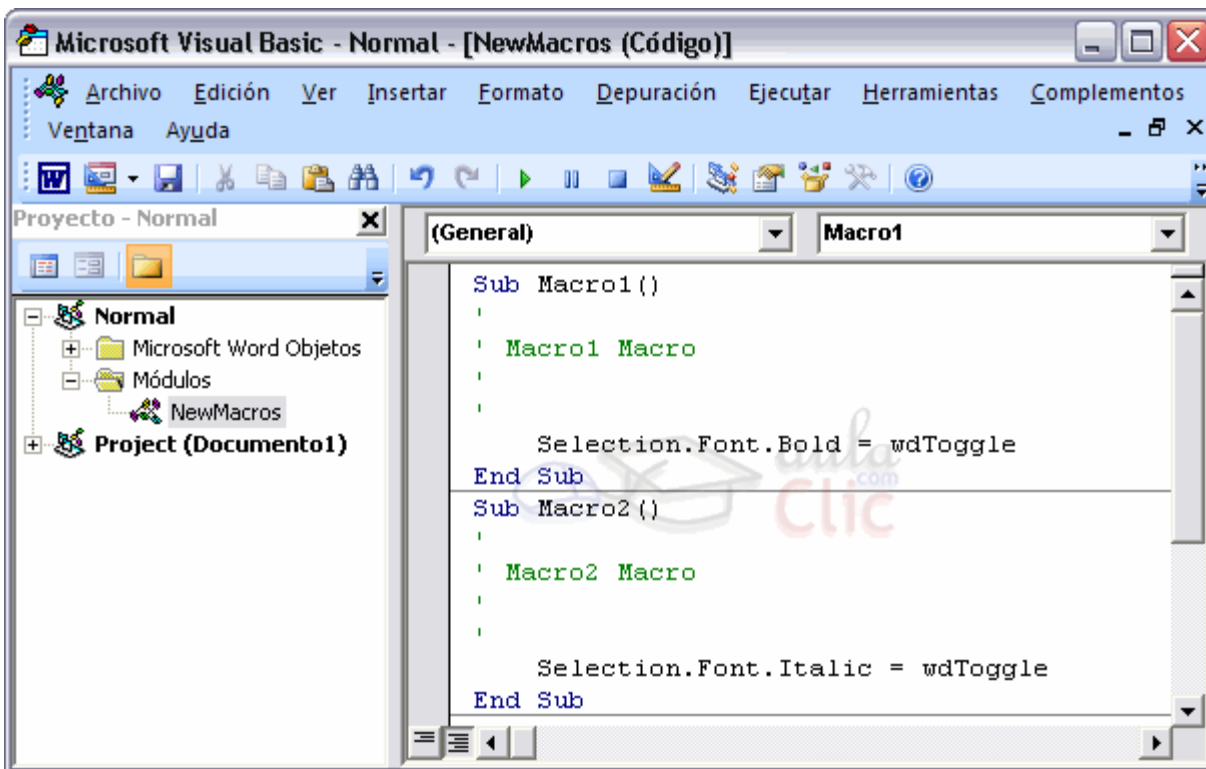 Microsoft Visual Basic - Normal - [NewMacros (Código)]
Archivo Edición Ver Insertar Formato Depuración Ejecutar Herramientas Complementos
Ventana Ayuda
Proyecto - Normal
Normal
Microsoft Word Objetos
Módulos
NewMacros
Project (Documento1)
(General) Macro1
Sub Macro1()
'
' Macro1 Macro
'
'
Selection.Font.Bold = wdToggle
End Sub
Sub Macro2()
'
' Macro2 Macro
'
'
Selection.Font.Italic = wdToggle
End Sub
aula
.com
Clic